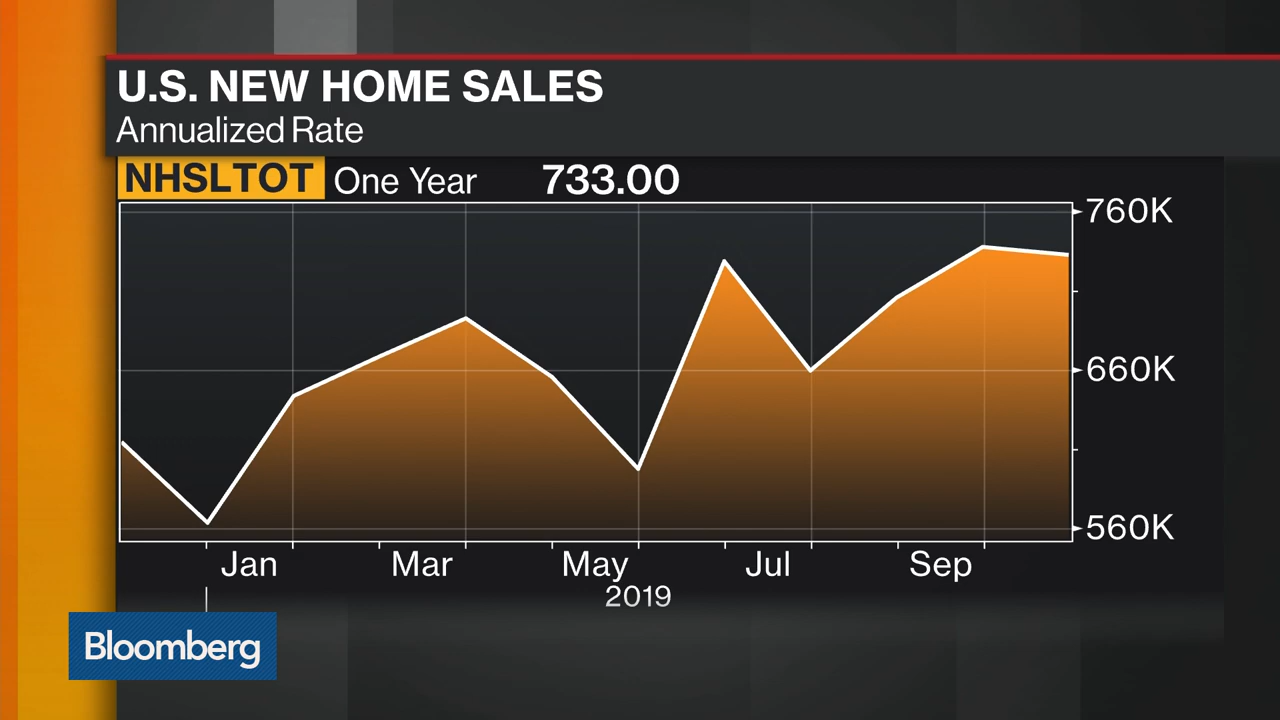 U.S. NEW HOME SALES
Annualized Rate
NHSLTOT One Year 733.00
760K
660K
560K
Jan Mar May Jul Sep
2019
Bloomberg